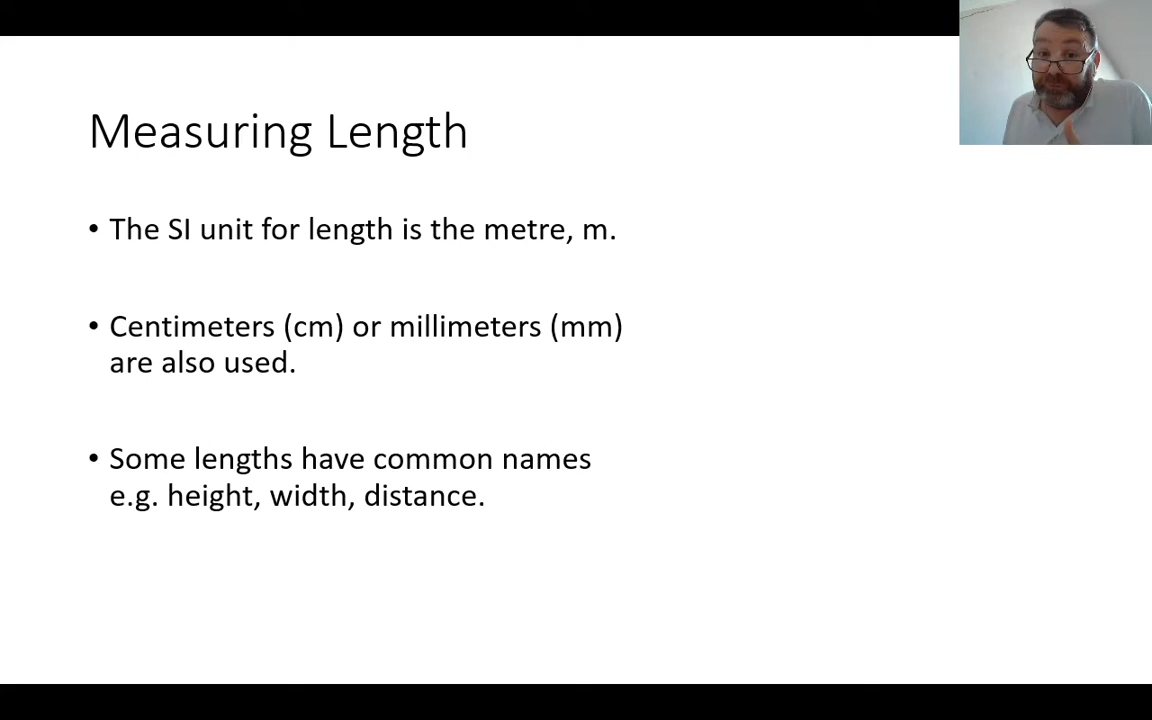 Measuring Length
• The SI unit for length is the metre, m.
• Centimeters (cm) or millimeters (mm)
are also used.
• Some lengths have common names
e.g. height, width, distance.